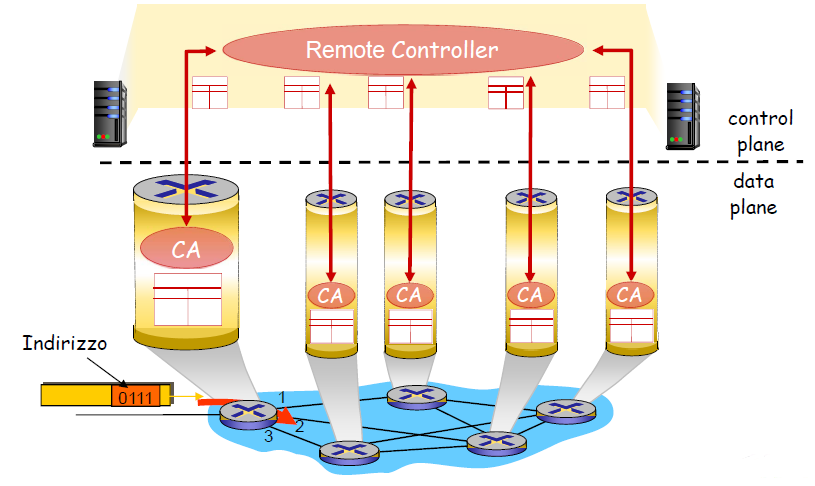 Remote Controller
control
plane
data
plane
CA
CA
CA
CA
CA
Indirizzo
0111
1
2
3